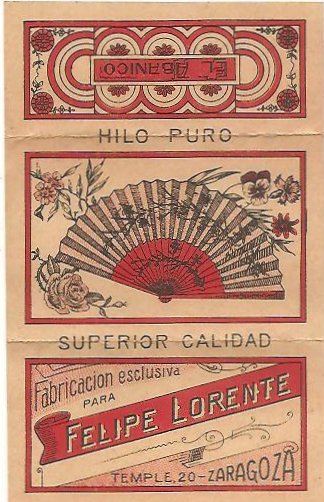 EL ABANICO
HILO PURO
SUPERIOR CALIDAD
Fabricacion esclusiva
PARA
FELIPE LORENTE
TEMPLE, 20-ZARAGOZA